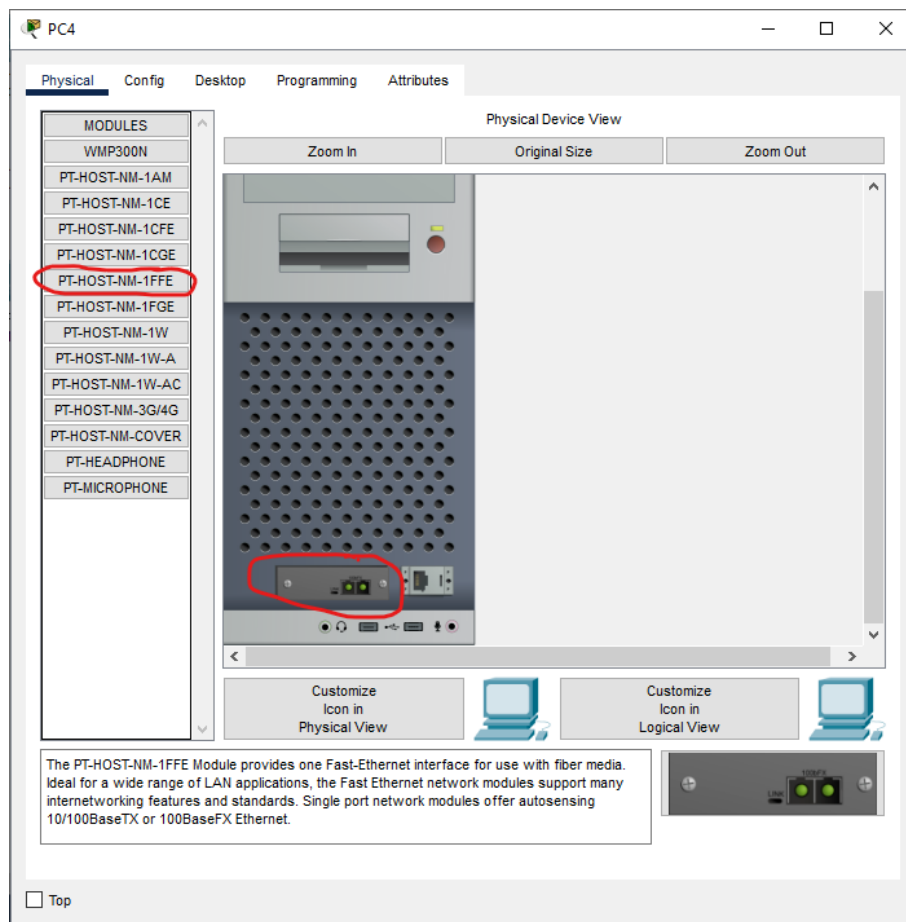 PC4
Physical Config Desktop Programming Attributes
MODULES
WMP300N
PT-HOST-NM-1AM
PT-HOST-NM-1CE
PT-HOST-NM-1CFE
PT-HOST-NM-1CGE
PT-HOST-NM-1FFE
PT-HOST-NM-1FGE
PT-HOST-NM-1W
PT-HOST-NM-1W-A
PT-HOST-NM-1W-AC
PT-HOST-NM-3G/4G
PT-HOST-NM-COVER
PT-HEADPHONE
PT-MICROPHONE
Physical Device View
Zoom In Original Size Zoom Out
Customize
Icon in
Physical View
Customize
Icon in
Logical View
The PT-HOST-NM-1FFE Module provides one Fast-Ethernet interface for use with fiber media.
Ideal for a wide range of LAN applications, the Fast Ethernet network modules support many
internetworking features and standards. Single port network modules offer autosensing
10/100BaseTX or 100BaseFX Ethernet.
100bFX
LINK
Top